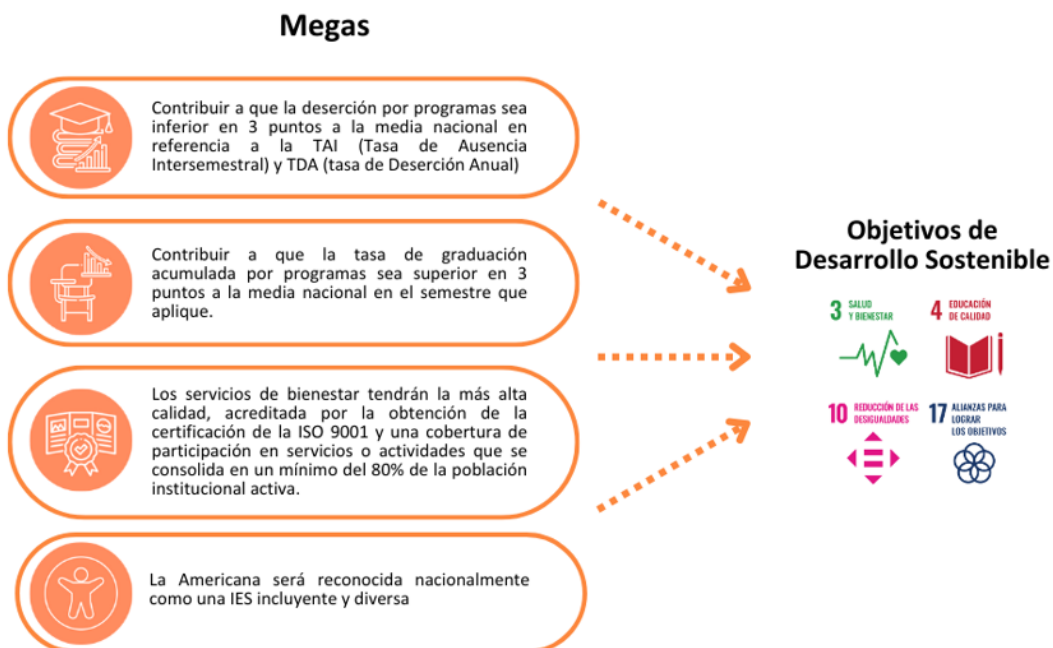 Megas
Contribuir a que la deserción por programas sea
inferior en 3 puntos a la media nacional en
referencia a la TAI (Tasa de Ausencia
Intersemestral) y TDA (tasa de Deserción Anual)
Contribuir a que la tasa de graduación
acumulada por programas sea superior en 3
puntos a la media nacional en el semestre que
aplique.
Los servicios de bienestar tendrán la más alta
calidad, acreditada por la obtención de la
certificación de la ISO 9001 y una cobertura de
participación en servicios o actividades que se
consolida en un mínimo del 80% de la población
institucional activa.
La Americana será reconocida nacionalmente
como una IES incluyente y diversa
Objetivos de
Desarrollo Sostenible
3 SALUD
Y BIENESTAR
4 EDUCACIÓN
DE CALIDAD
10 REDUCCIÓN DE LAS
DESIGUALDADES
17 ALIANZAS PARA
LOGRAR
LOS OBJETIVOS